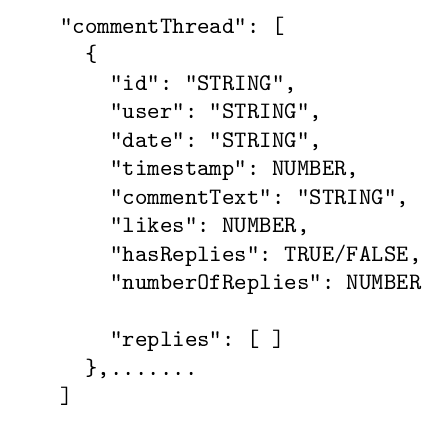 "commentThread": [
{
"id": "STRING",
"user": "STRING",
"date": "STRING",
"timestamp": NUMBER,
"commentText": "STRING",
"likes": NUMBER,
"hasReplies": TRUE/FALSE,
"numberOfReplies": NUMBER
"replies": [ ]
},.......
]